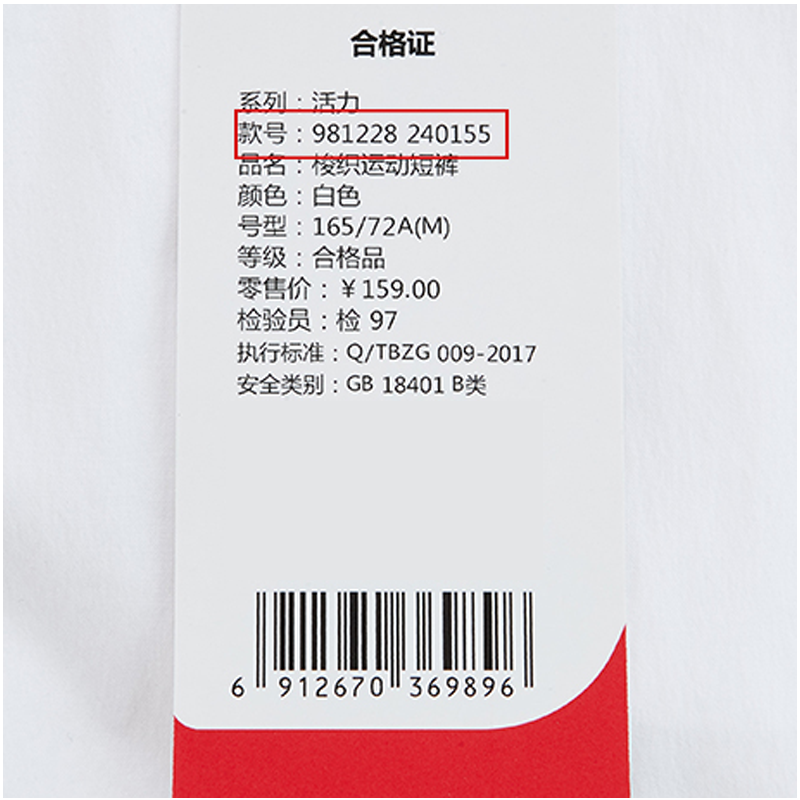 合格证
系列：活力
款号：981228 240155
品名：梭织运动短裤
颜色：白色
号型：165/72A(M)
等级：合格品
零售价：￥159.00
检验员：检 97
执行标准：Q/TBZG 009-2017
安全类别：GB 18401 B类
6 912670 369896